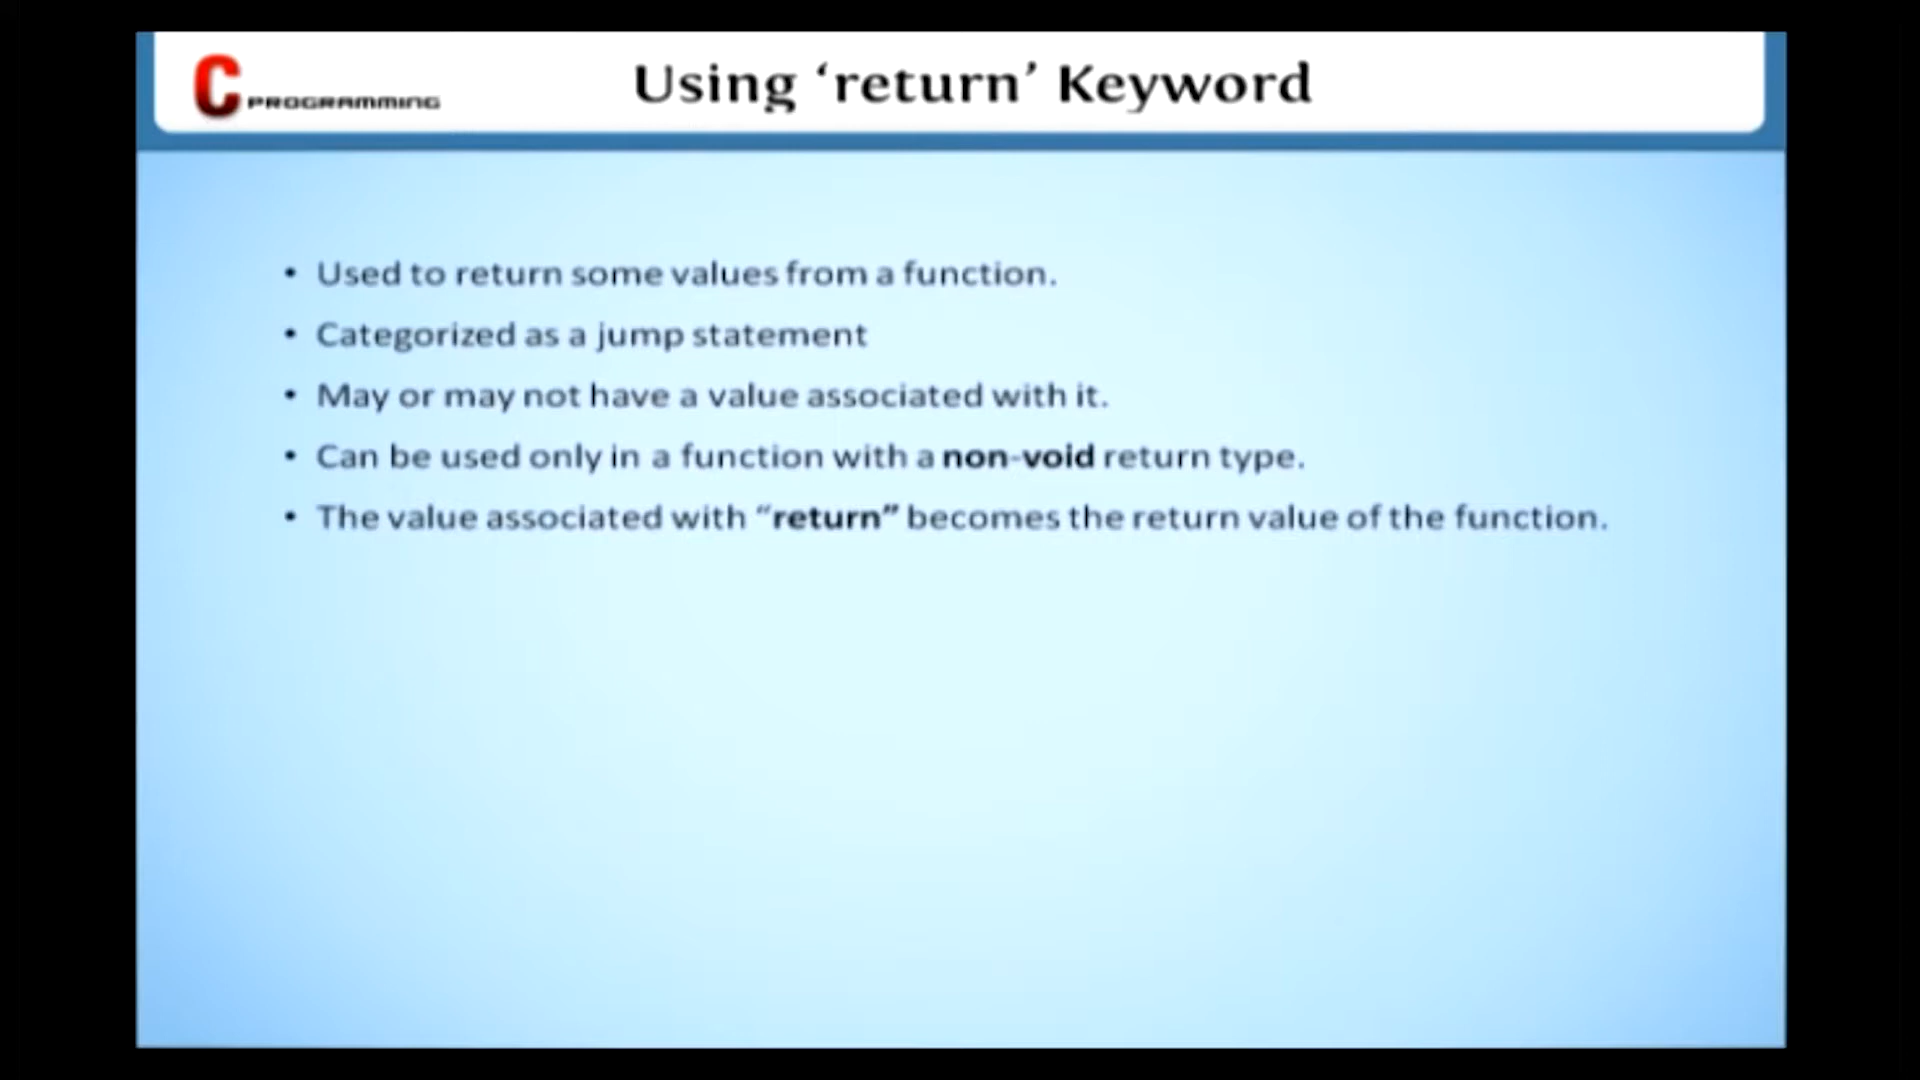 C PROGRAMMING
Using ‘return’ Keyword
• Used to return some values from a function.
• Categorized as a jump statement
• May or may not have a value associated with it.
• Can be used only in a function with a non-void return type.
• The value associated with “return” becomes the return value of the function.